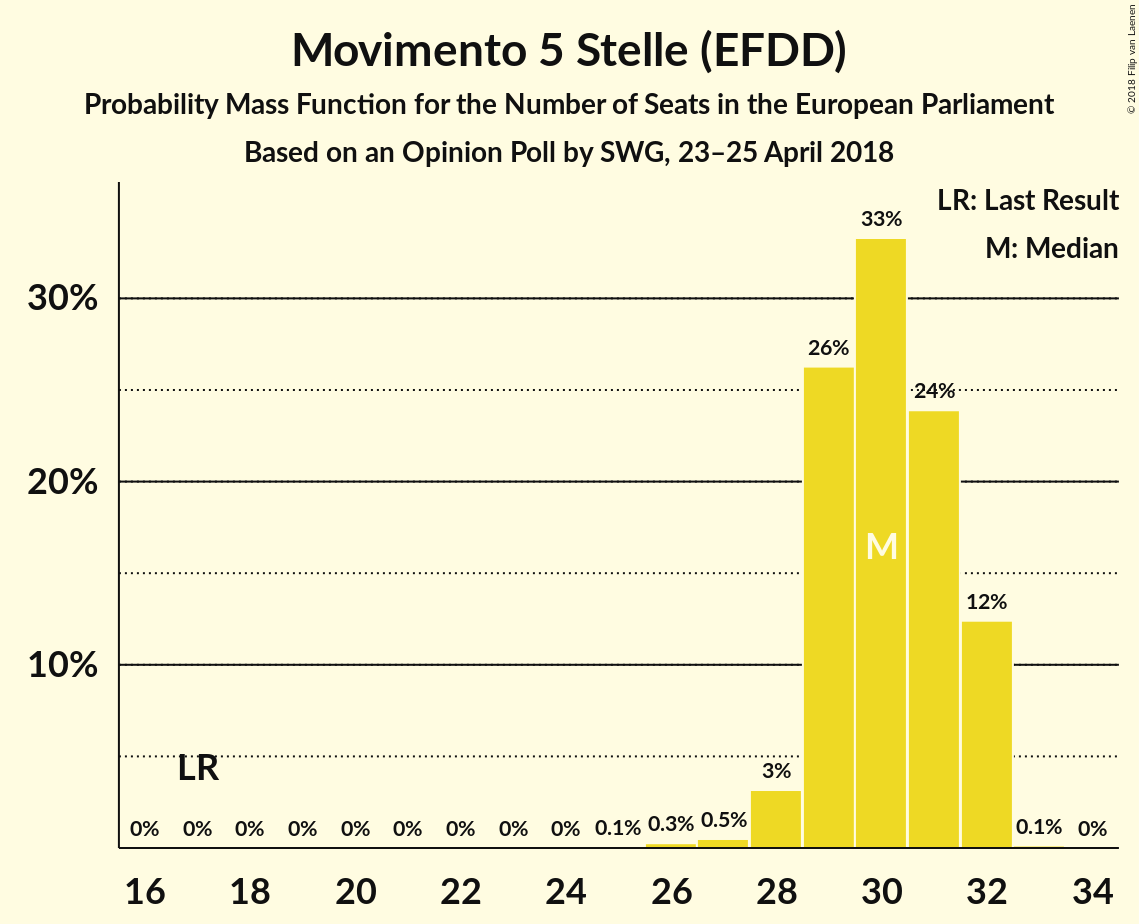 Movimento 5 Stelle (EFDD)
Probability Mass Function for the Number of Seats in the European Parliament
Based on an Opinion Poll by SWG, 23–25 April 2018
© 2018 Filip van Laenen
LR: Last Result
M: Median
33%
30%
26%
24%
20%
M
12%
10%
LR
3%
0% 0% 0% 0% 0% 0% 0% 0% 0% 0.1% 0.3% 0.5% 0.1% 0%
16 18 20 22 24 26 28 30 32 34